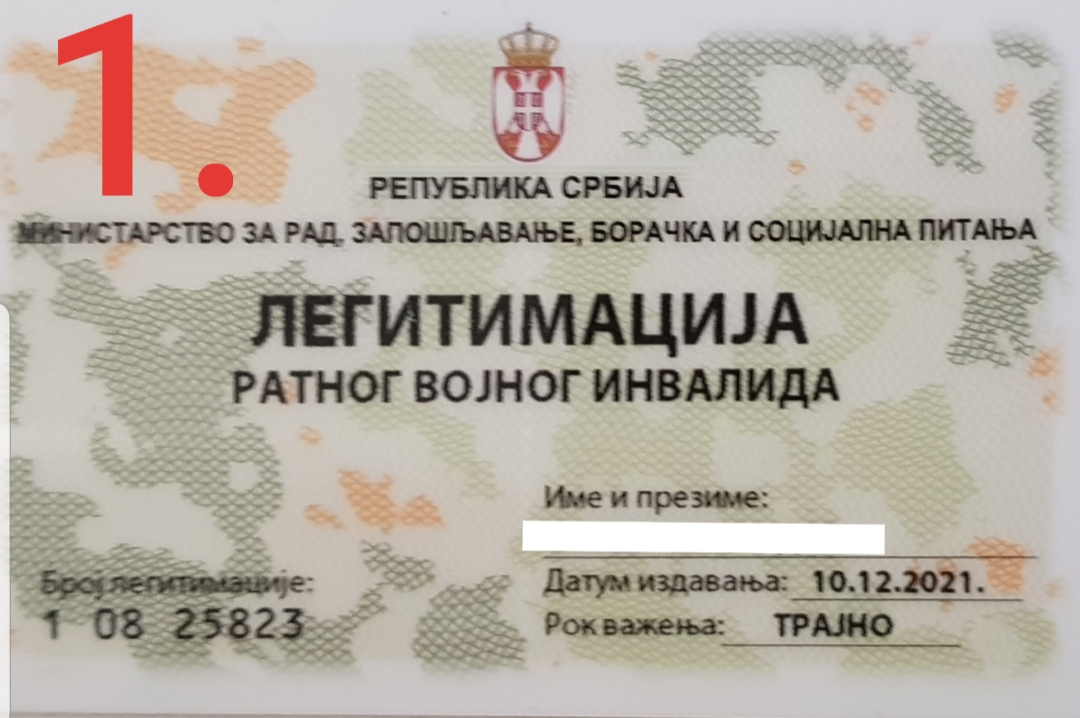 1.
РЕПУБЛИКА СРБИЈА
МИНИСТАРСТВО ЗА РАД, ЗАПОШЉАВАЊЕ, БОРАЧКА И СОЦИЈАЛНА ПИТАЊА
ЛЕГИТИМАЦИЈА
РАТНОГ ВОЈНОГ ИНВАЛИДА
Име и презиме:
Број легитимације:
1 08 25823
Датум издавања: 10.12.2021.
Рок важења: ТРАЈНО